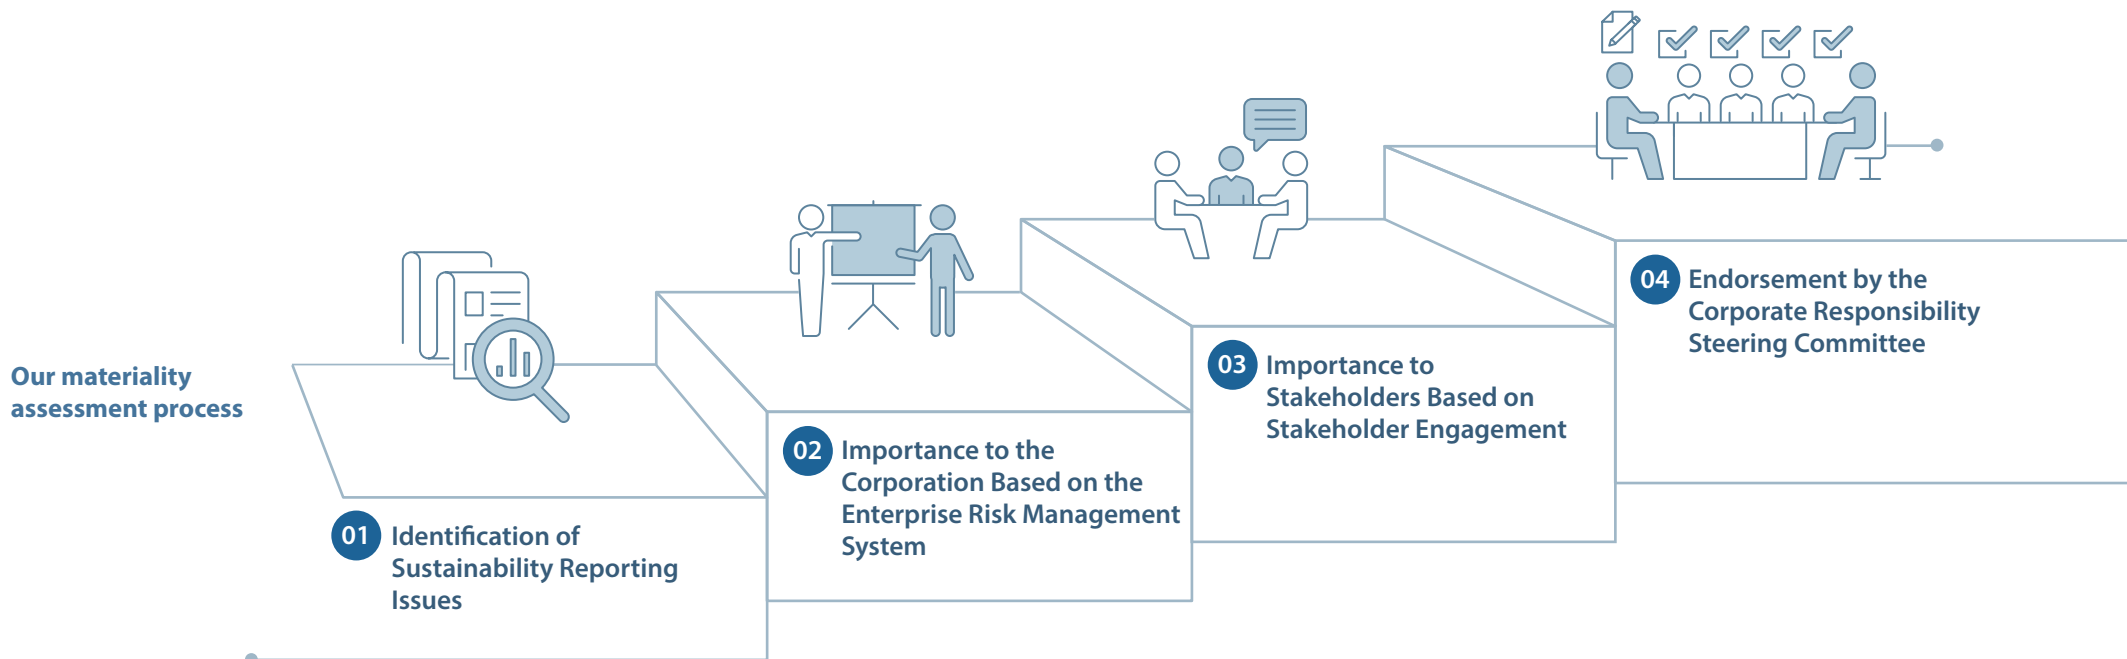 Our materiality
assessment process
01 Identification of
Sustainability Reporting
Issues
02 Importance to the
Corporation Based on the
Enterprise Risk Management
System
03 Importance to
Stakeholders Based on
Stakeholder Engagement
04 Endorsement by the
Corporate Responsibility
Steering Committee